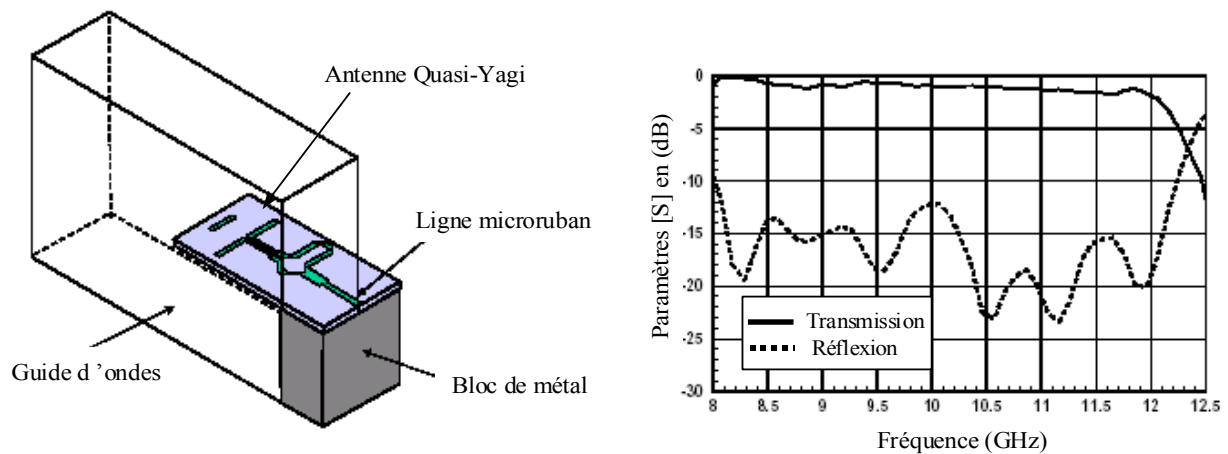 Antenne Quasi-Yagi
Ligne microruban
Guide d 'ondes
Bloc de métal
Paramètres [S] en (dB)
0
-5
-10
-15
-20
-25
-30
Transmission
Réflexion
8 8.5 9 9.5 10 10.5 11 11.5 12 12.5
Fréquence (GHz)